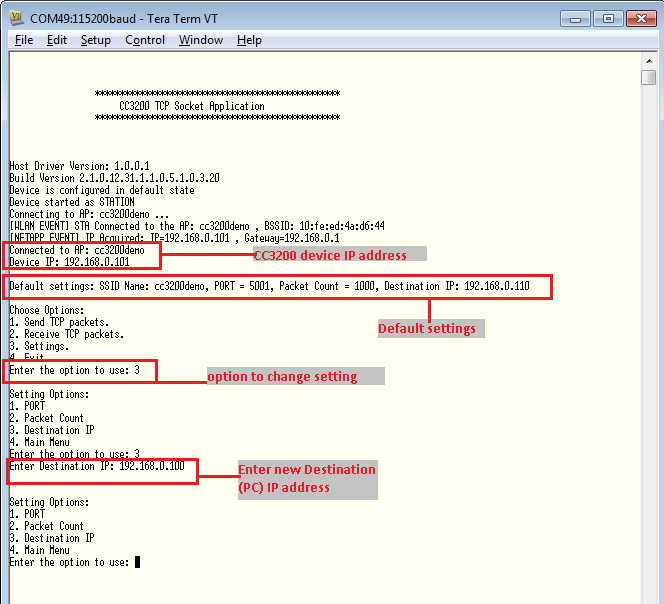 COM49:115200baud - Tera Term VT
File Edit Setup Control Window Help
*************************************************
CC3200 TCP Socket Application
*************************************************
Host Driver Version: 1.0.0.1
Build Version 2.1.0.12.31.1.1.0.5.1.0.3.20
Device is configured in default state
Device started as STATION
Connecting to AP: cc3200demo ...
[WLAN EVENT] STA Connected to the AP: cc3200demo , BSSID: 10:fe:ed:4a:d6:44
[NETAPP EVENT] IP Acquired: IP=192.168.0.101 , Gateway=192.168.0.1
Connected to AP: cc3200demo
Device IP: 192.168.0.101
CC3200 device IP address
Default settings: SSID Name: cc3200demo, PORT = 5001, Packet Count = 1000, Destination IP: 192.168.0.110
Default settings
Choose Options:
1. Send TCP packets.
2. Receive TCP packets.
3. Settings.
4. Exit
Enter the option to use: 3
option to change setting
Setting Options:
1. PORT
2. Packet Count
3. Destination IP
4. Main Menu
Enter the option to use: 3
Enter Destination IP: 192.168.0.100
Enter new Destination
(PC) IP address
Setting Options:
1. PORT
2. Packet Count
3. Destination IP
4. Main Menu
Enter the option to use: